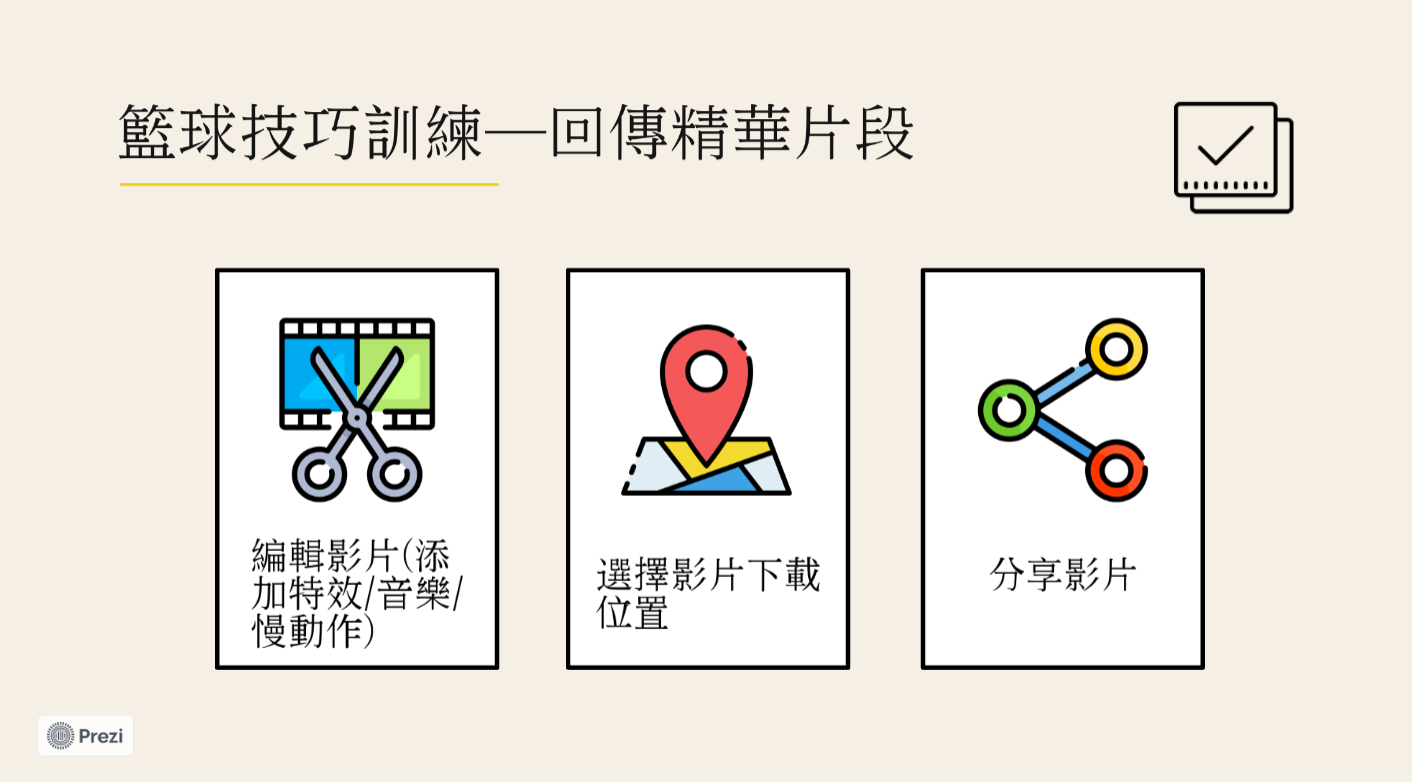 籃球技巧訓練—回傳精華片段
編輯影片(添
加特效/音樂/
慢動作)
選擇影片下載
位置
分享影片
Prezi